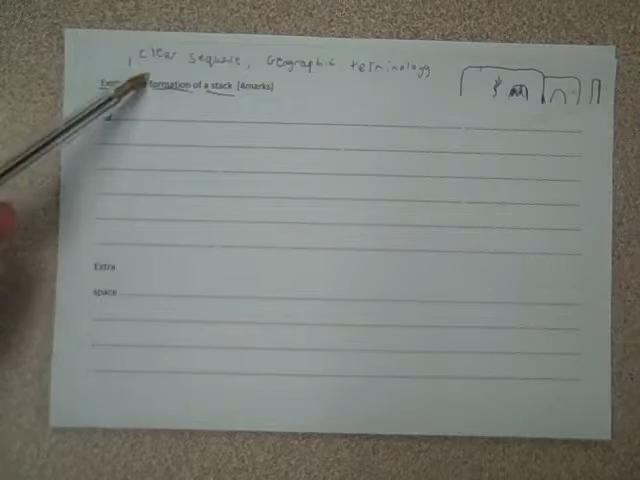 clear sequence, Geographic terminology
formation of a stack (4marks)
Extra
space